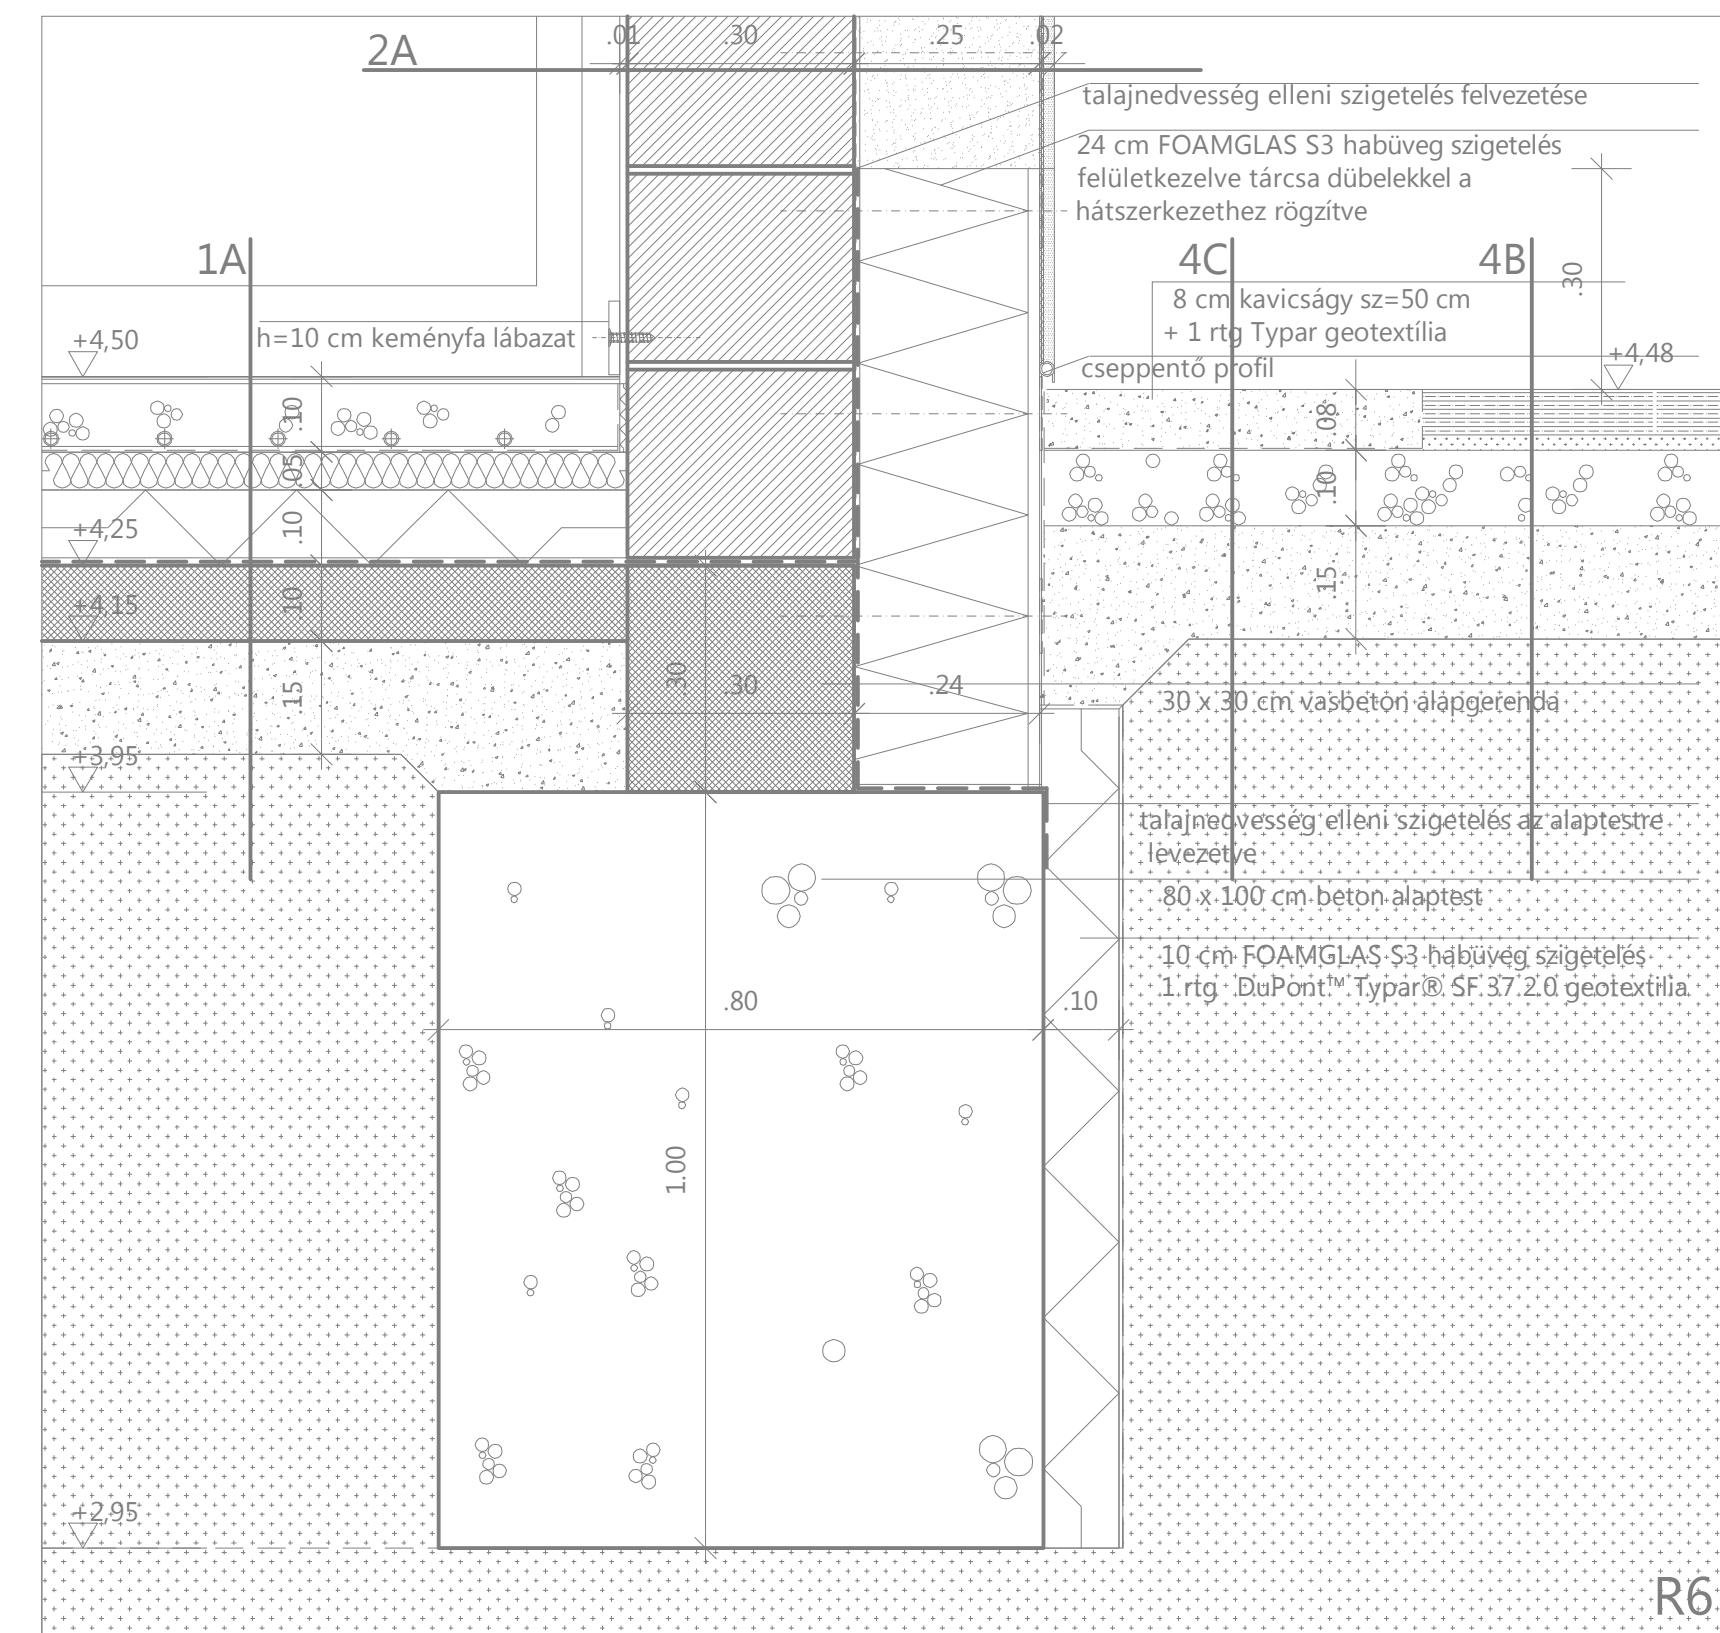 2A
.01
.30
.25
.02
talajnedvesség elleni szigetelés felvezetése
24 cm FOAMGLAS S3 habüveg szigetelés
felületkezelve tárcsa dübelekkel a
hátszerkezethez rögzítve
1A
4C
4B
.30
8 cm kavicságy sz=50 cm
+ 1 rtg Typar geotextília
+4,50
h=10 cm keményfa lábazat
cseppentő profil
+4,48
.10
.08
.05
.10
+4,25
.10
15
+4,15
.10
.30
.30
.24
15
30 x 30 cm vasbeton alapgerenda
+3,95
talajnedvesség elleni szigetelés az alaptestre
levezetve
80 x 100 cm beton alaptest
10 cm FOAMGLAS S3 habüveg szigetelés
1 rtg DuPont™ Typar® SF 37 2.0 geotextilia
.80
.10
1.00
+2,95
R6